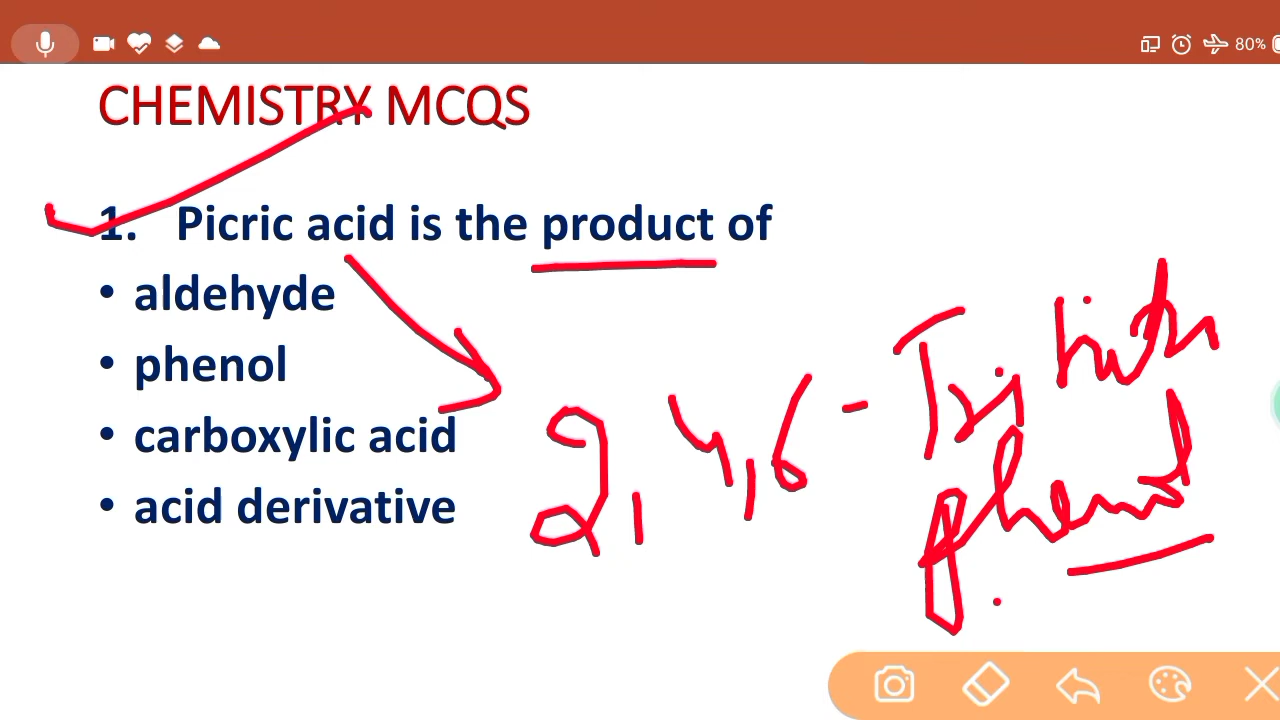 80%
CHEMISTRY MCQS
1. Picric acid is the product of
• aldehyde
• phenol
• carboxylic acid
• acid derivative
2,4,6-Tri
phenol